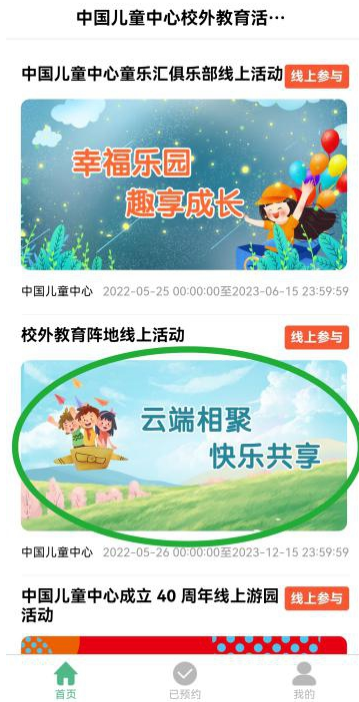 中国儿童中心校外教育活…
中国儿童中心童乐汇俱乐部线上活动
线上参与
幸福乐园
趣享成长
中国儿童中心 2022-05-25 00:00:00至2023-06-15 23:59:59
校外教育阵地线上活动
线上参与
云端相聚
快乐共享
中国儿童中心 2022-05-26 00:00:00至2023-12-15 23:59:59
中国儿童中心成立 40 周年线上游园
活动
线上参与
首页
已预约
我的